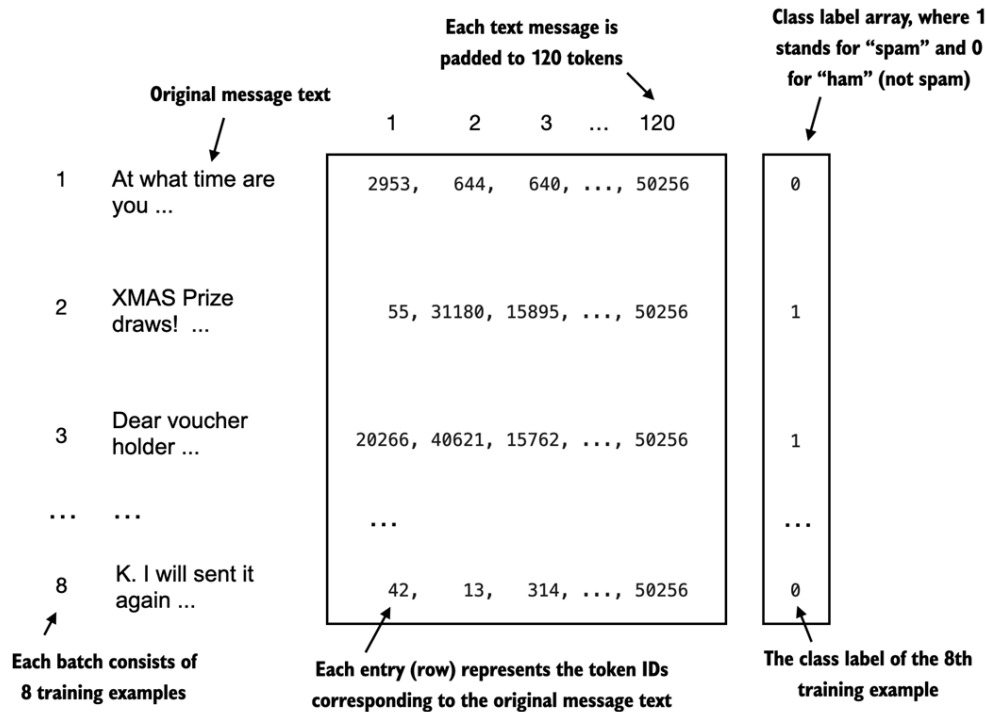 Each text message is
padded to 120 tokens
Class label array, where 1
stands for “spam” and 0
for “ham” (not spam)
Original message text
1 2 3 ... 120
1 At what time are
you ...
2953, 644, 640, ..., 50256
0
2 XMAS Prize
draws! ...
55, 31180, 15895, ..., 50256
1
3 Dear voucher
holder ...
20266, 40621, 15762, ..., 50256
1
... ... ... ...
8 K. I will sent it
again ...
42, 13, 314, ..., 50256
0
Each batch consists of
8 training examples
Each entry (row) represents the token IDs
corresponding to the original message text
The class label of the 8th
training example